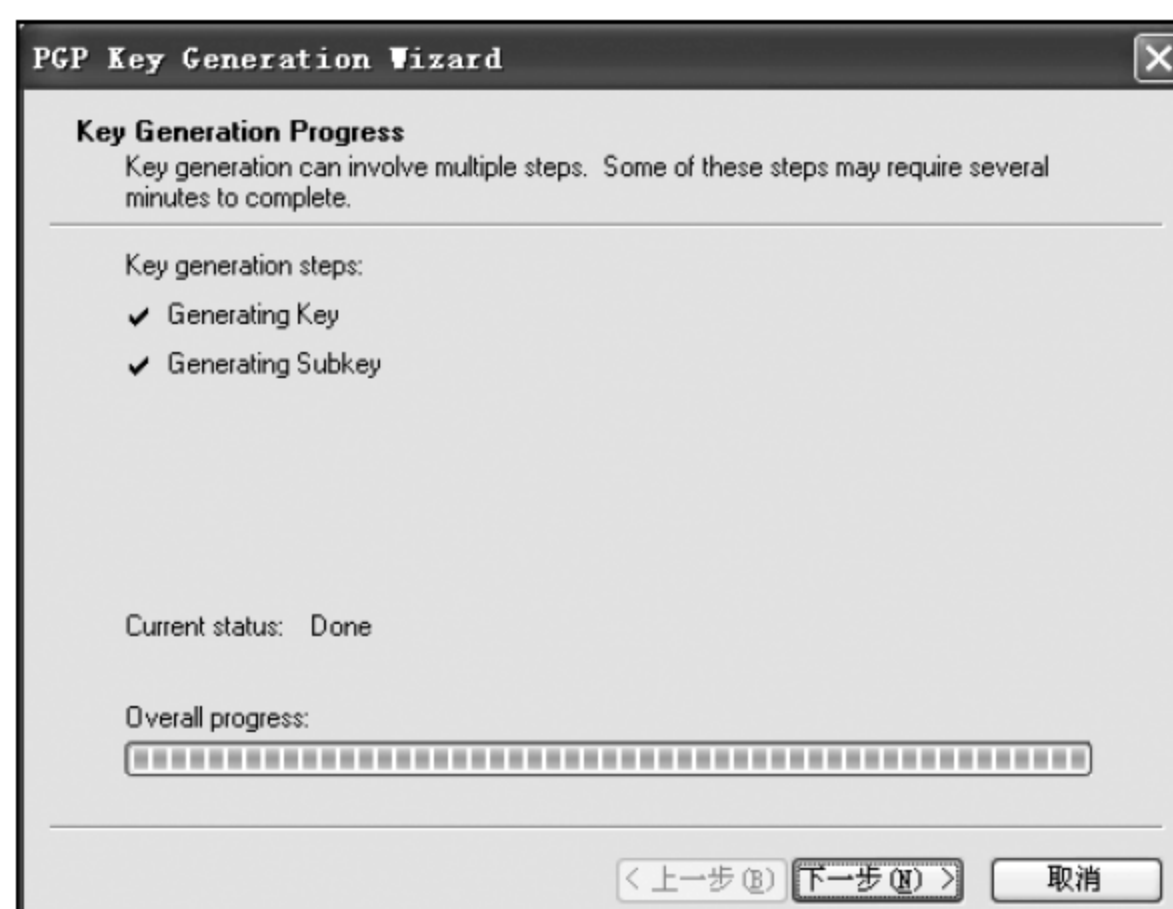 PGP Key Generation Wizard
Key Generation Progress
Key generation can involve multiple steps. Some of these steps may require several
minutes to complete.
Key generation steps:
Generating Key
Generating Subkey
Current status: Done
Overall progress:
< 上一步(B) 下一步(N) > 取消